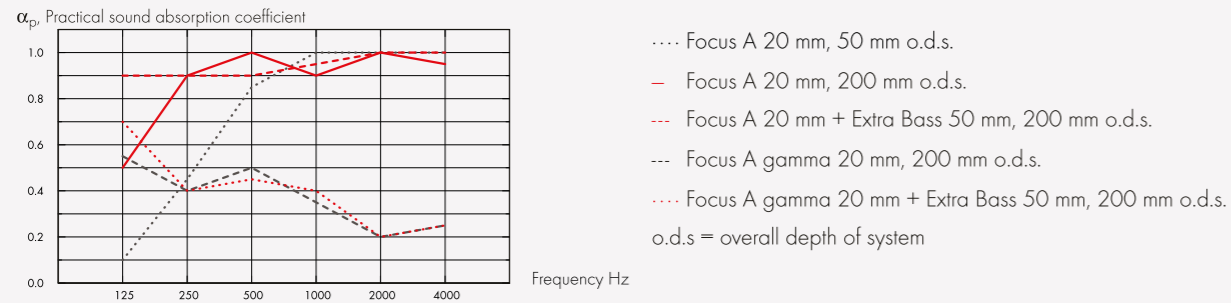 αp, Practical sound absorption coefficient
1.0
0.8
0.6
0.4
0.2
0.0
125 250 500 1000 2000 4000
Frequency Hz
Focus A 20 mm, 50 mm o.d.s.
Focus A 20 mm, 200 mm o.d.s.
Focus A 20 mm + Extra Bass 50 mm, 200 mm o.d.s.
Focus A gamma 20 mm, 200 mm o.d.s.
Focus A gamma 20 mm + Extra Bass 50 mm, 200 mm o.d.s.
o.d.s = overall depth of system